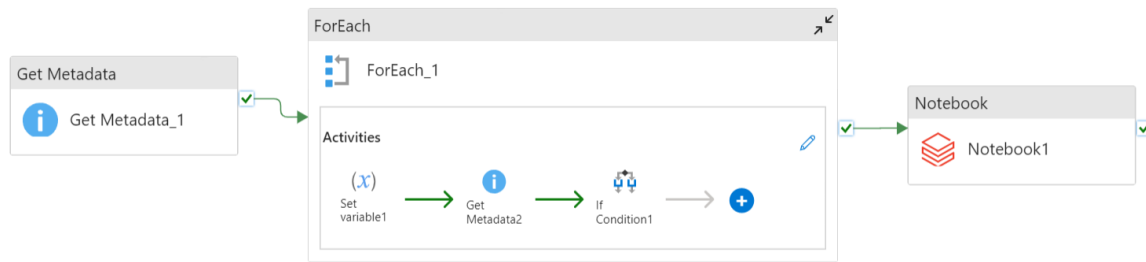 Get Metadata
Get Metadata_1
ForEach
ForEach_1
Activities
(x)
Set
variable1
Get
Metadata2
If
Condition1
Notebook
Notebook1